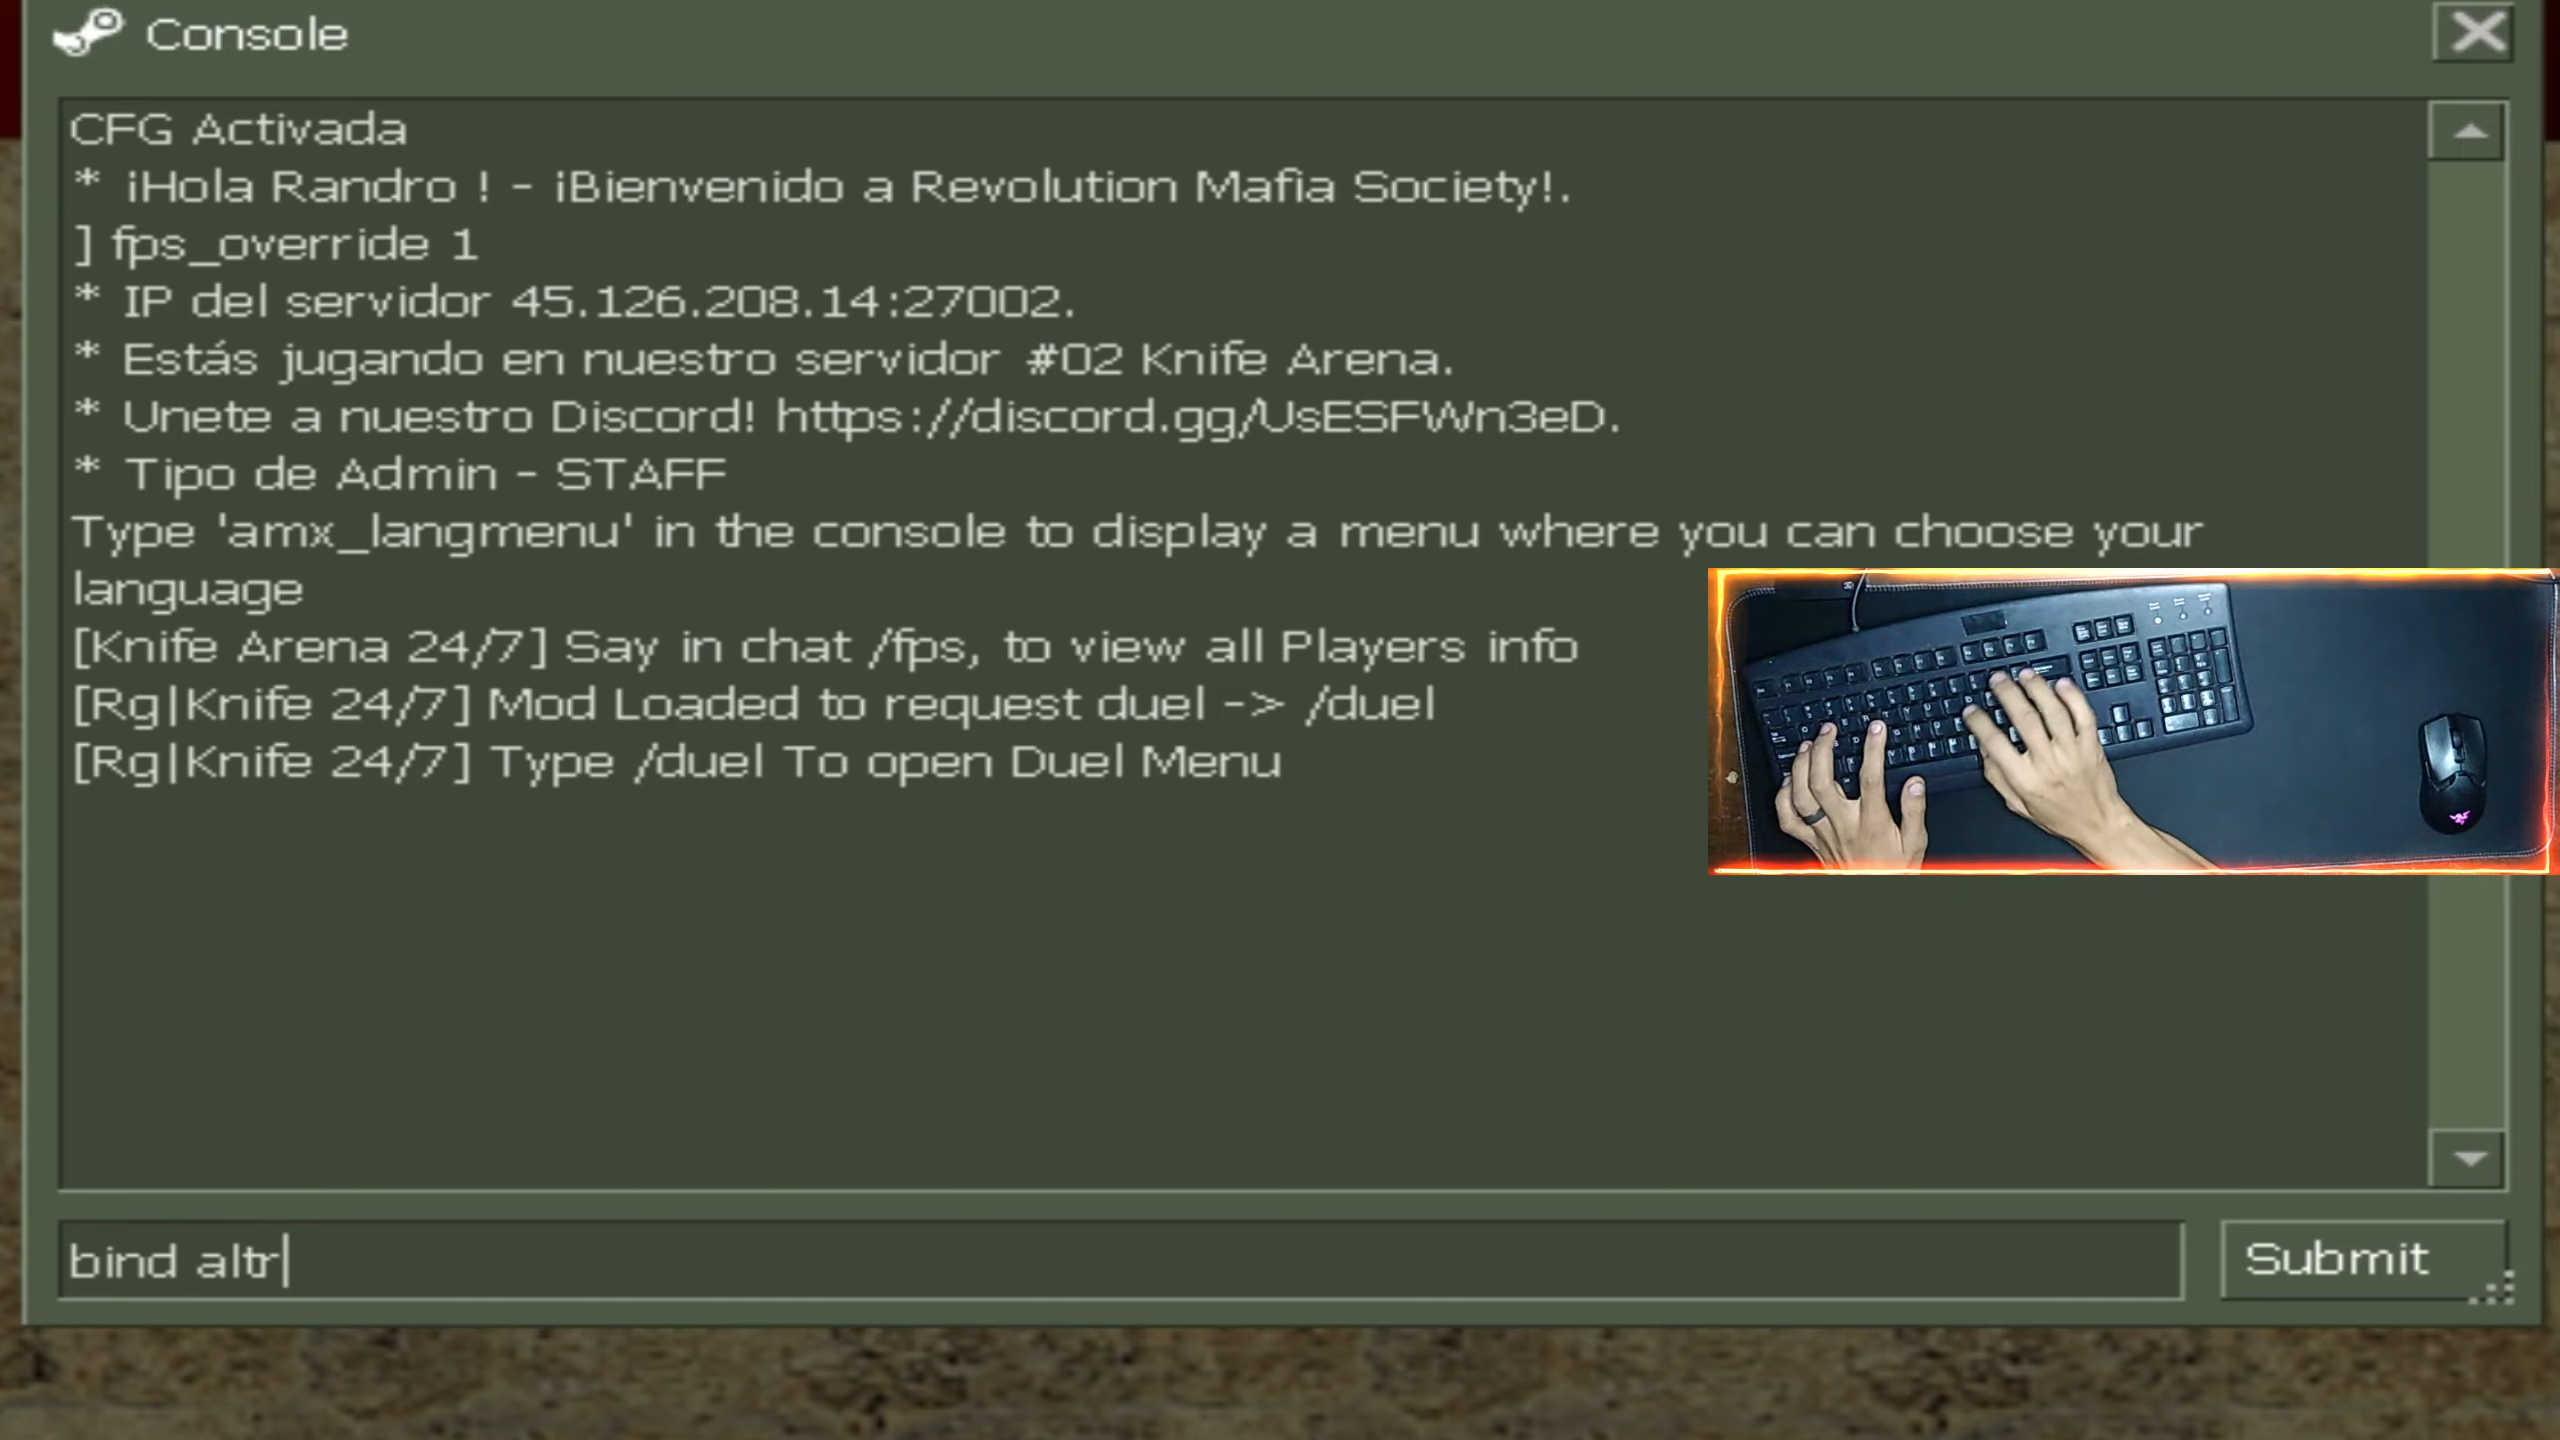 Console
CFG Activada
* ¡Hola Randro ! - ¡Bienvenido a Revolution Mafia Society!.
] fps_override 1
* IP del servidor 45.126.208.14:27002.
* Estás jugando en nuestro servidor #02 Knife Arena.
* Unete a nuestro Discord! https://discord.gg/UsESFWn3eD.
* Tipo de Admin - STAFF
Type 'amx_langmenu' in the console to display a menu where you can choose your
language
[Knife Arena 24/7] Say in chat /fps, to view all Players info
[Rg|Knife 24/7] Mod Loaded to request duel -> /duel
[Rg|Knife 24/7] Type /duel To open Duel Menu
bind altr
Submit